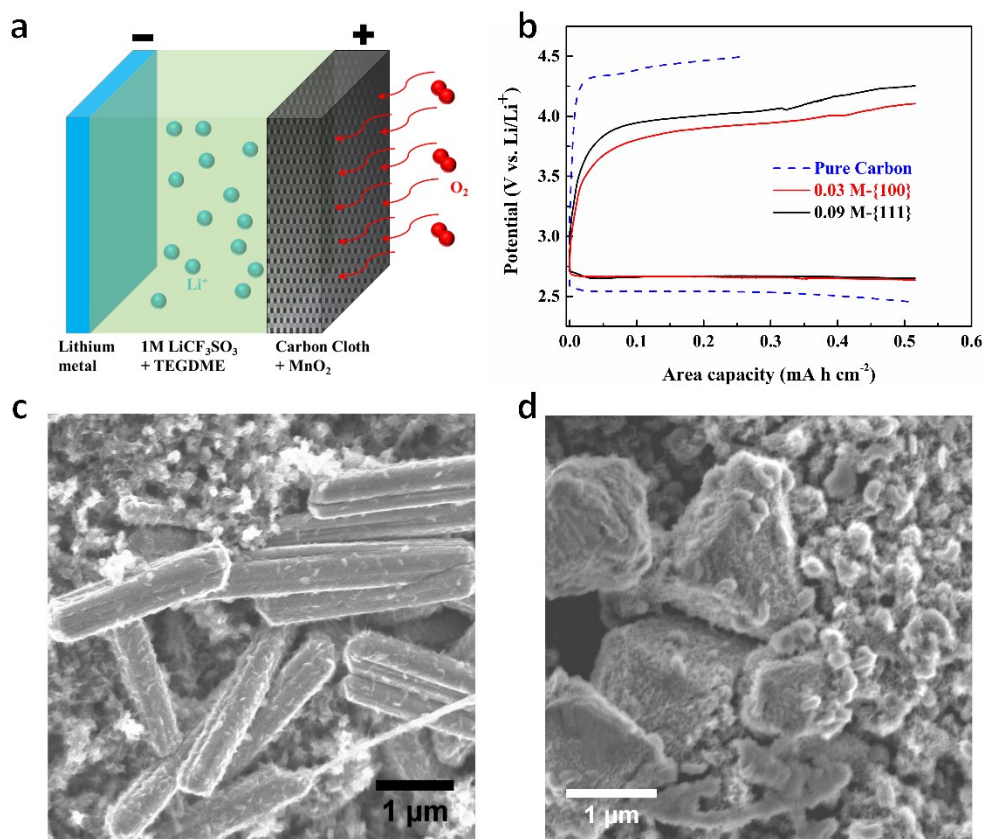 a
−
+
O₂
Li⁺
Lithium metal
1M LiCF₃SO₃ + TEGDME
Carbon Cloth + MnO₂
b
Potential (V vs. Li/Li⁺)
4.5
4.0
3.5
3.0
2.5
Pure Carbon
0.03 M-{100}
0.09 M-{111}
0.0 0.1 0.2 0.3 0.4 0.5 0.6
Area capacity (mA h cm⁻²)
c
1 µm
d
1 µm